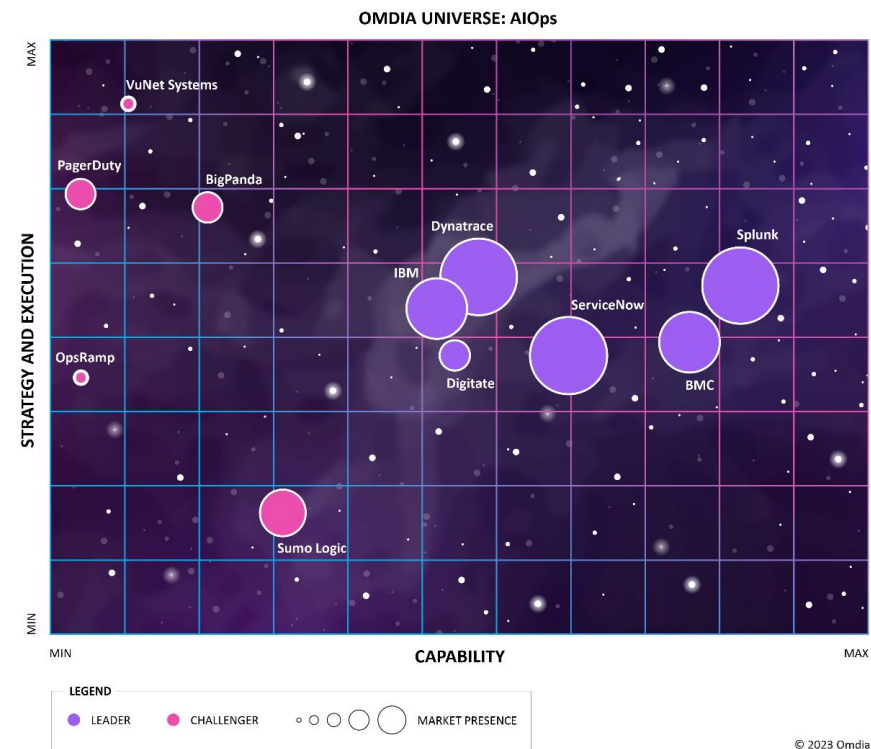 OMDIA UNIVERSE: AIOps
MAX
VuNet Systems
PagerDuty
BigPanda
Dynatrace
Splunk
IBM
ServiceNow
OpsRamp
Digitate
BMC
STRATEGY AND EXECUTION
Sumo Logic
MIN
MIN
CAPABILITY
MAX
LEGEND
LEADER
CHALLENGER
MARKET PRESENCE
© 2023 Omdia